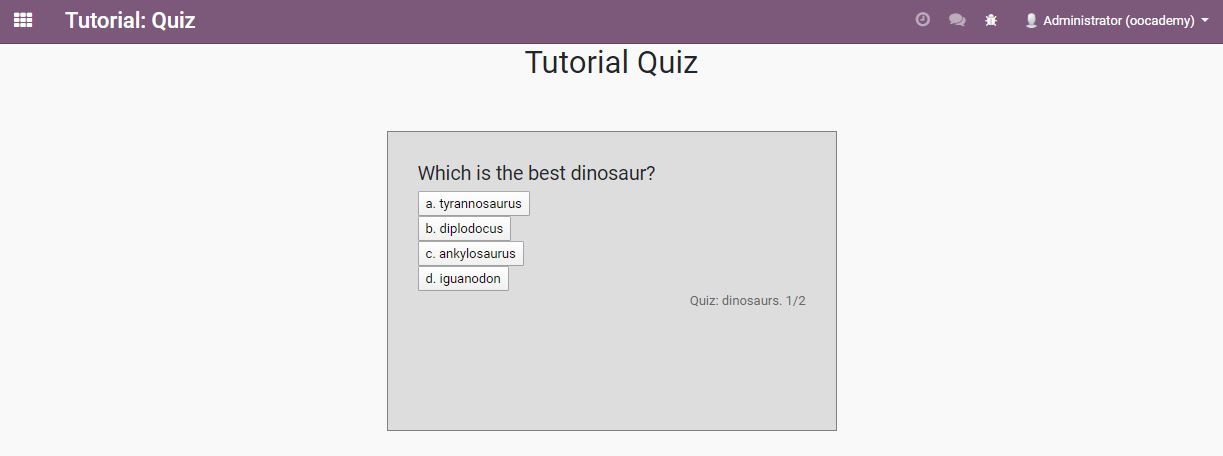 Tutorial: Quiz
Administrator (oocademy)
Tutorial Quiz
Which is the best dinosaur?
a. tyrannosaurus
b. diplodocus
c. ankylosaurus
d. iguanodon
Quiz: dinosaurs. 1/2